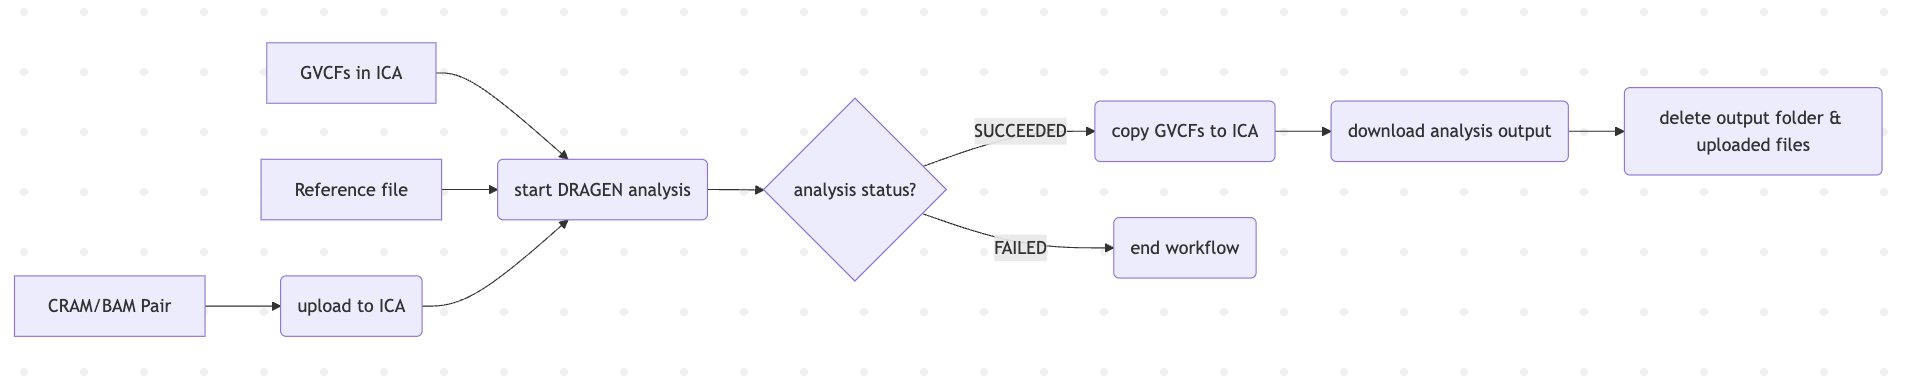 GVCFs in ICA
Reference file
CRAM/BAM Pair
upload to ICA
start DRAGEN analysis
analysis status?
SUCCEEDED
copy GVCFs to ICA
download analysis output
delete output folder &
uploaded files
FAILED
end workflow